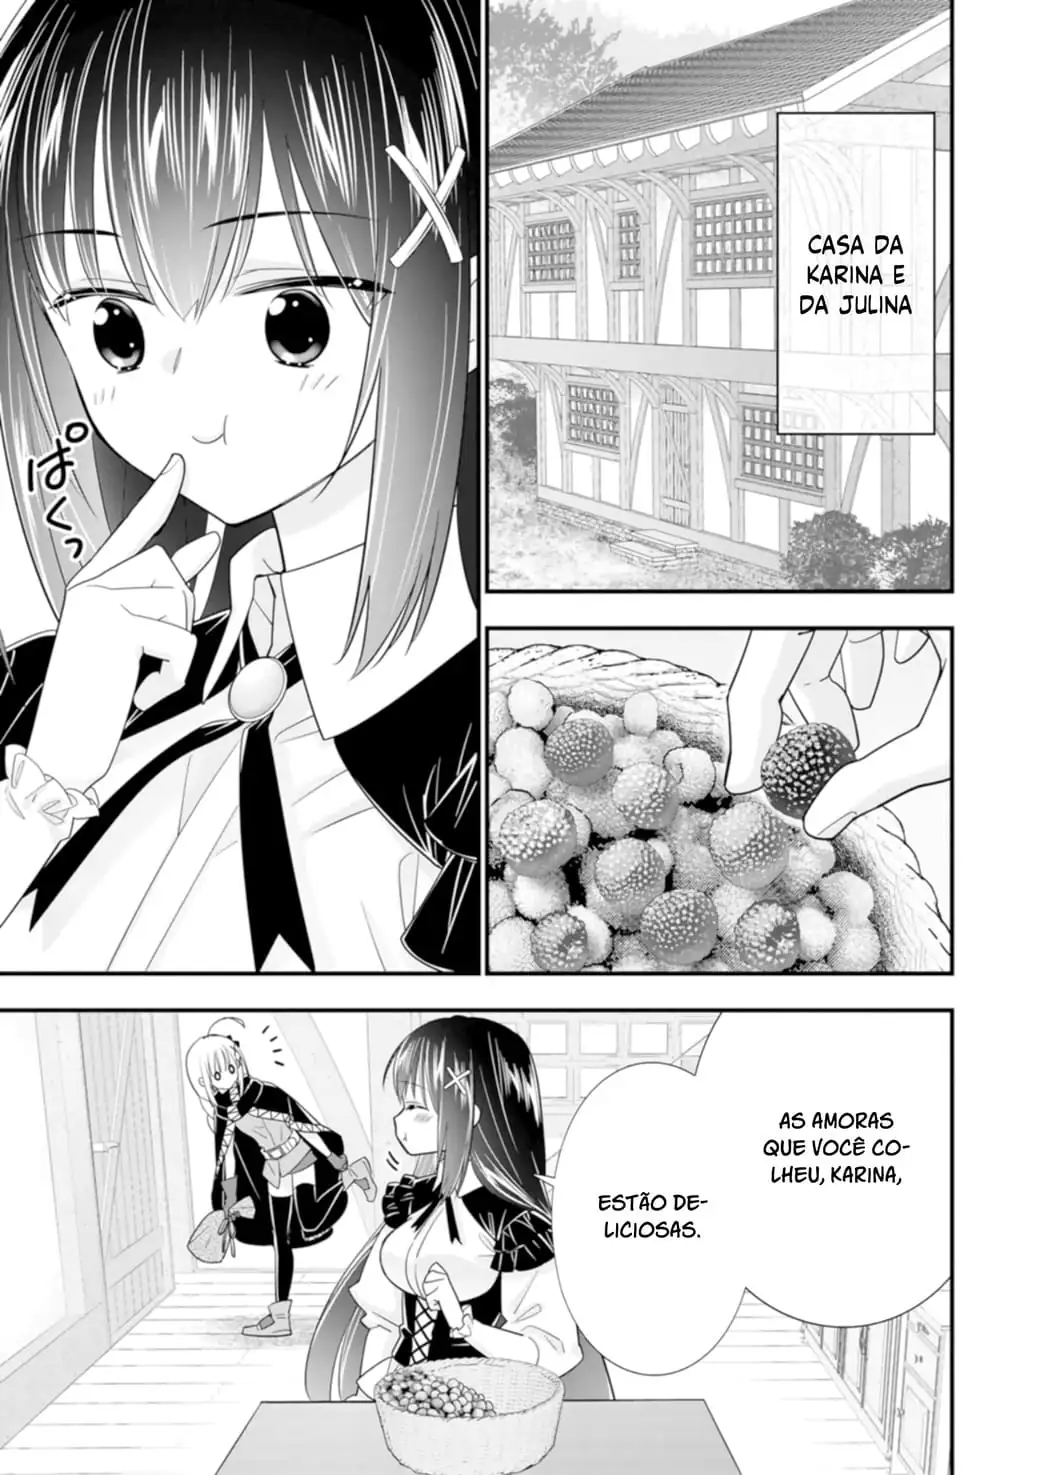 CASA DA
KARINA E
DA JULINA
ぱくっ
AS AMORAS
QUE VOCÊ CO-
LHEU, KARINA,
ESTÃO DE-
LICIOSAS.